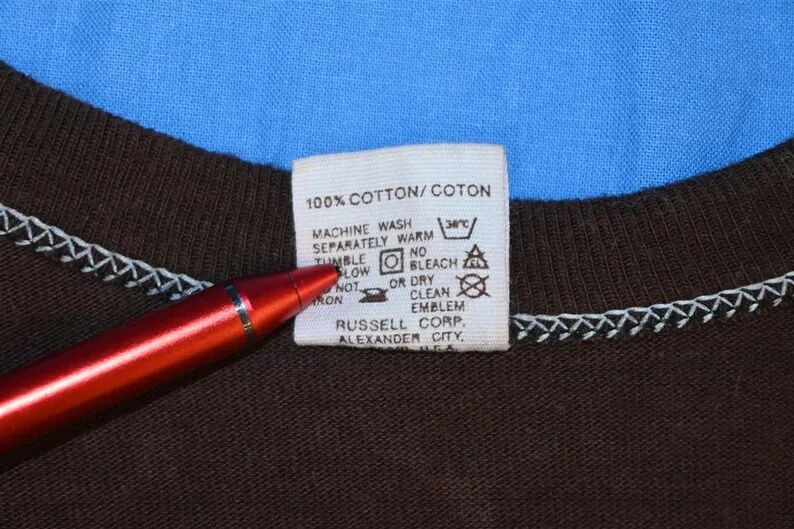 100% COTTON/COTON
MACHINE WASH
SEPARATELY WARM 30°C
TUMBLE NO
LOW BLEACH CL
NOT OR DRY
IRON CLEAN
EMBLEM
RUSSELL CORP.
ALEXANDER CITY,
U.S.A.